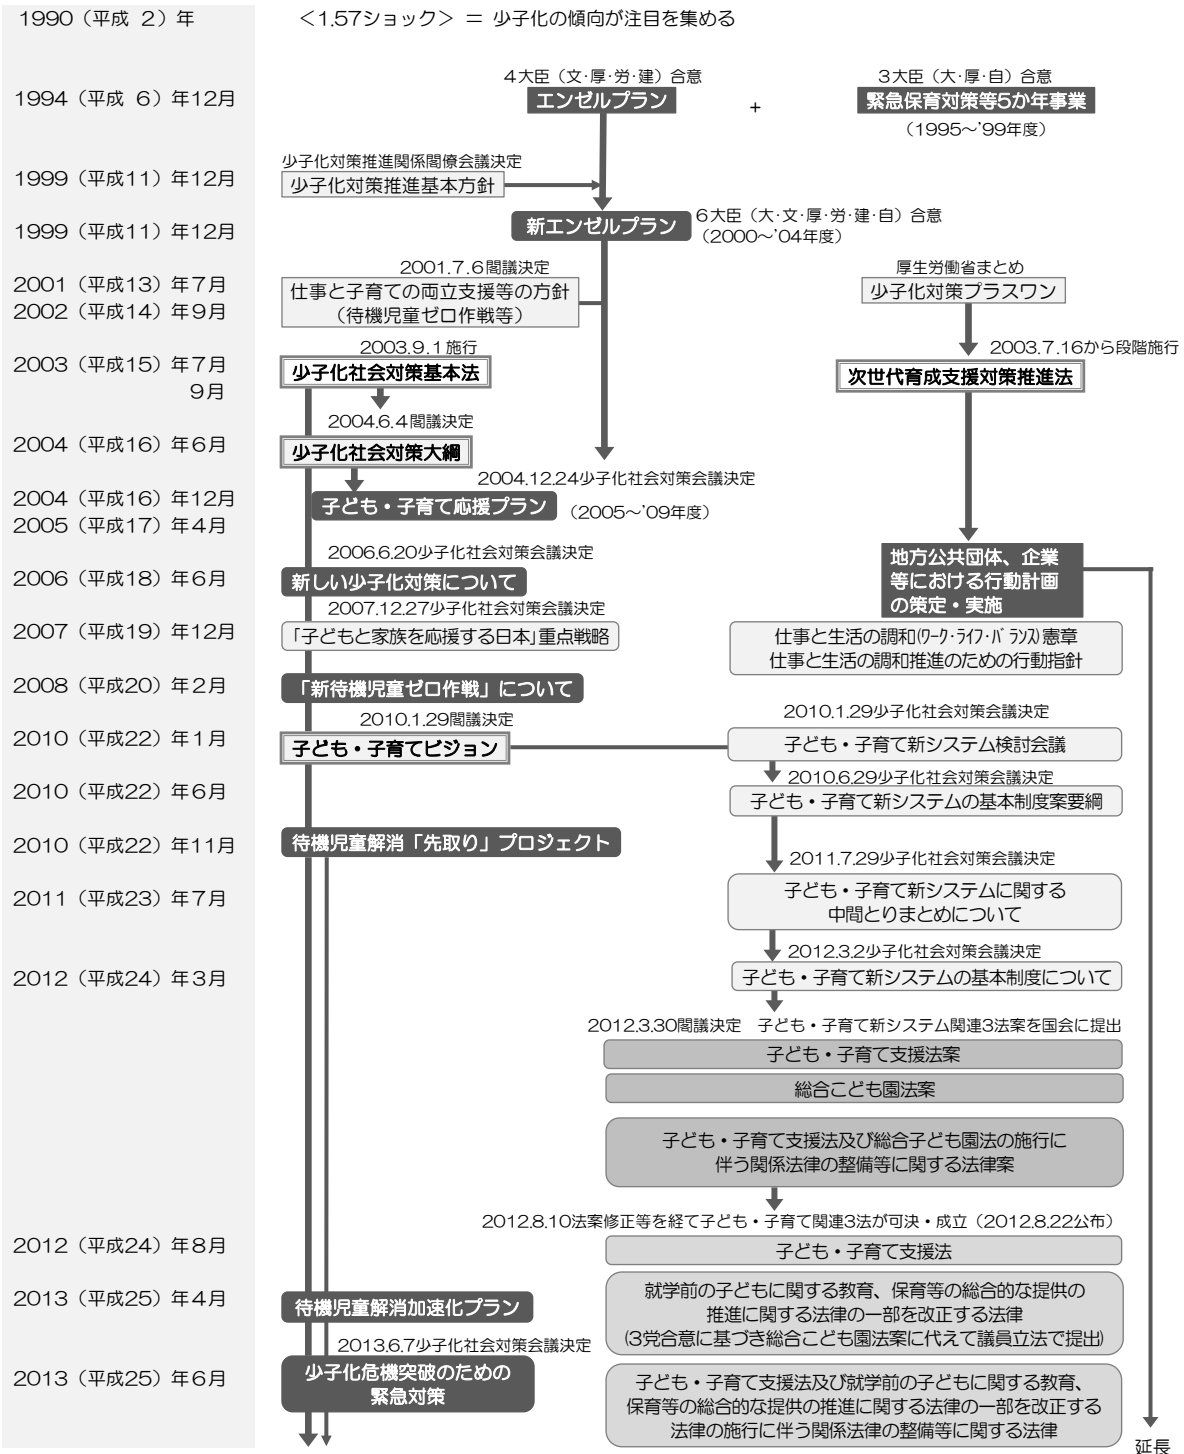 1990（平成 2）年
＜1.57ショック＞ ＝ 少子化の傾向が注目を集める
4大臣（文・厚・労・建）合意
3大臣（大・厚・自）合意
1994（平成 6）年12月
エンゼルプラン
+
緊急保育対策等5か年事業
（1995～'99年度）
少子化対策推進関係閣僚会議決定
1999（平成11）年12月
少子化対策推進基本方針
1999（平成11）年12月
新エンゼルプラン
6大臣（大・文・厚・労・建・自）合意
（2000～'04年度）
2001.7.6閣議決定
厚生労働省まとめ
2001（平成13）年7月
仕事と子育ての両立支援等の方針
（待機児童ゼロ作戦等）
少子化対策プラスワン
2002（平成14）年9月
2003.9.1施行
2003.7.16から段階施行
2003（平成15）年7月
9月
少子化社会対策基本法
次世代育成支援対策推進法
2004.6.4閣議決定
2004（平成16）年6月
少子化社会対策大綱
2004.12.24少子化社会対策会議決定
2004（平成16）年12月
子ども・子育て応援プラン
（2005～'09年度）
2005（平成17）年4月
地方公共団体、企業
等における行動計画
の策定・実施
2006.6.20少子化社会対策会議決定
2006（平成18）年6月
新しい少子化対策について
2007.12.27少子化社会対策会議決定
2007（平成19）年12月
「子どもと家族を応援する日本」重点戦略
仕事と生活の調和(ﾜｰｸ･ﾗｲﾌ･ﾊﾞﾗﾝｽ)憲章
仕事と生活の調和推進のための行動指針
2008（平成20）年2月
「新待機児童ゼロ作戦」について
2010.1.29閣議決定
2010.1.29少子化社会対策会議決定
2010（平成22）年1月
子ども・子育てビジョン
子ども・子育て新システム検討会議
2010.6.29少子化社会対策会議決定
2010（平成22）年6月
子ども・子育て新システムの基本制度案要綱
2010（平成22）年11月
待機児童解消「先取り」プロジェクト
2011.7.29少子化社会対策会議決定
2011（平成23）年7月
子ども・子育て新システムに関する
中間とりまとめについて
2012.3.2少子化社会対策会議決定
2012（平成24）年3月
子ども・子育て新システムの基本制度について
2012.3.30閣議決定　子ども・子育て新システム関連3法案を国会に提出
子ども・子育て支援法案
総合こども園法案
子ども・子育て支援法及び総合子ども園法の施行に
伴う関係法律の整備等に関する法律案
2012.8.10法案修正等を経て子ども・子育て関連3法が可決・成立（2012.8.22公布）
2012（平成24）年8月
子ども・子育て支援法
2013（平成25）年4月
待機児童解消加速化プラン
就学前の子どもに関する教育、保育等の総合的な提供の
推進に関する法律の一部を改正する法律
(3党合意に基づき総合こども園法案に代えて議員立法で提出)
2013.6.7少子化社会対策会議決定
2013（平成25）年6月
少子化危機突破のための
緊急対策
子ども・子育て支援法及び就学前の子どもに関する教育、
保育等の総合的な提供の推進に関する法律の一部を改正する
法律の施行に伴う関係法律の整備等に関する法律
延長